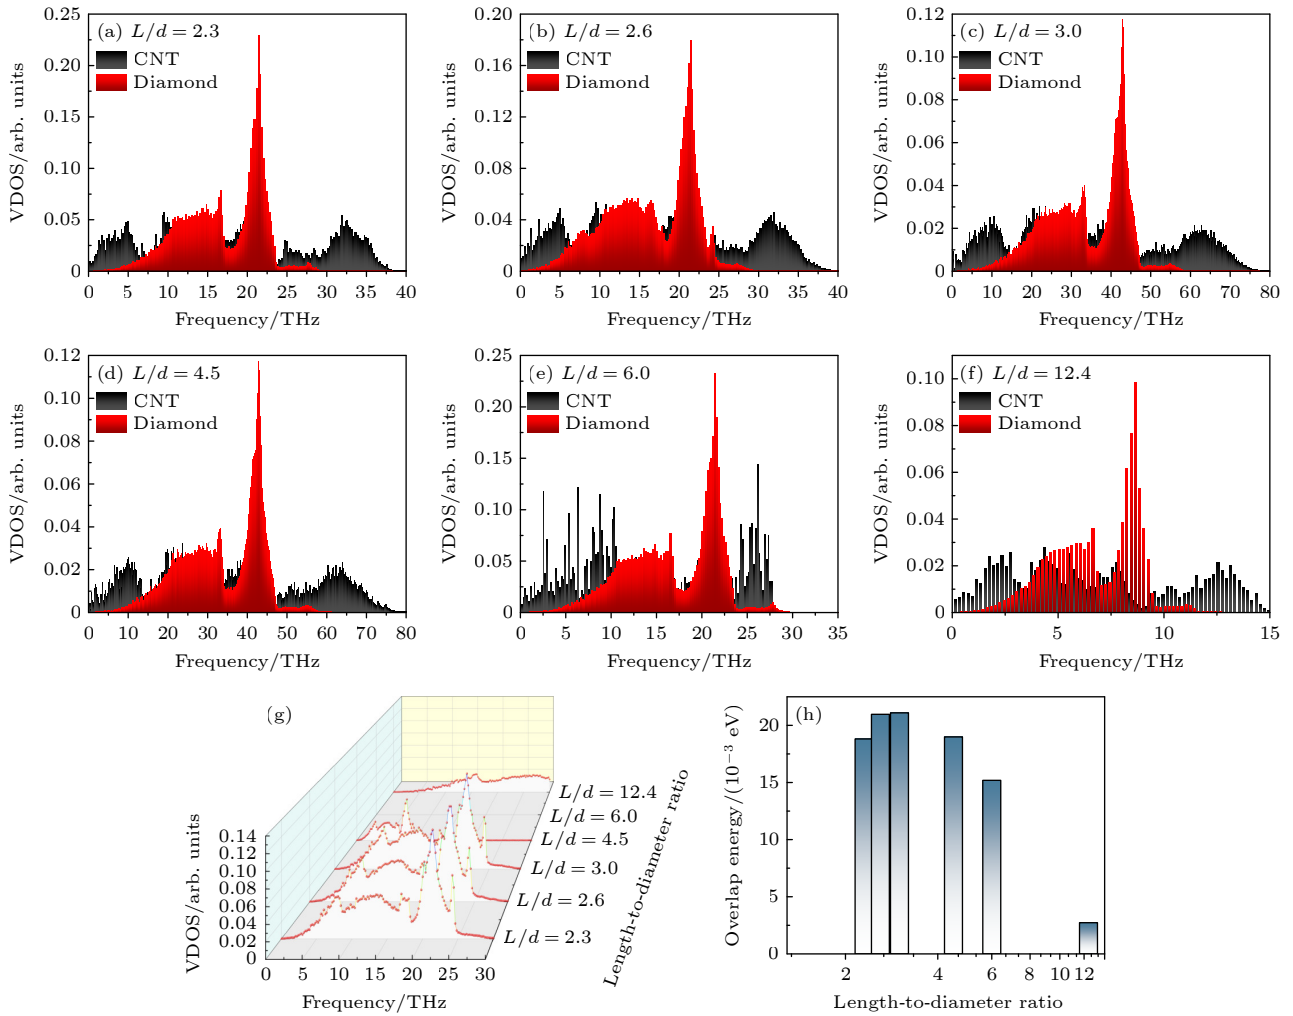 (a) L/d = 2.3
CNT
Diamond
VDOS/arb. units
0.25
0.20
0.25
0.10
0.05
0
0 5 10 15 20 25 30 35 40
Frequency/THz
(b) L/d = 2.6
CNT
Diamond
VDOS/arb. units
0.20
0.16
0.12
0.08
0.04
0
0 5 10 15 20 25 30 35 40
Frequency/THz
(c) L/d = 3.0
CNT
Diamond
VDOS/arb. units
0.12
0.10
0.08
0.06
0.04
0.02
0
0 10 20 30 40 50 60 70 80
Frequency/THz
(d) L/d = 4.5
CNT
Diamond
VDOS/arb. units
0.12
0.10
0.08
0.06
0.04
0.02
0
0 10 20 30 40 50 60 70 80
Frequency/THz
(e) L/d = 6.0
CNT
Diamond
VDOS/arb. units
0.25
0.20
0.15
0.10
0.05
0
0 5 10 15 20 25 30 35
Frequency/THz
(f) L/d = 12.4
CNT
Diamond
VDOS/arb. units
0.10
0.08
0.06
0.04
0.02
0
0 5 10 15
Frequency/THz
(g)
VDOS/arb. units
0.14
0.12
0.10
0.08
0.06
0.04
0.02
0
0 5 10 15 20 25 30
Frequency/THz
L/d = 12.4
L/d = 6.0
L/d = 4.5
L/d = 3.0
L/d = 2.6
L/d = 2.3
Length-to-diameter ratio
(h)
Overlap energy/(10⁻³ eV)
20
15
10
5
0
2 4 6 8 10 12
Length-to-diameter ratio